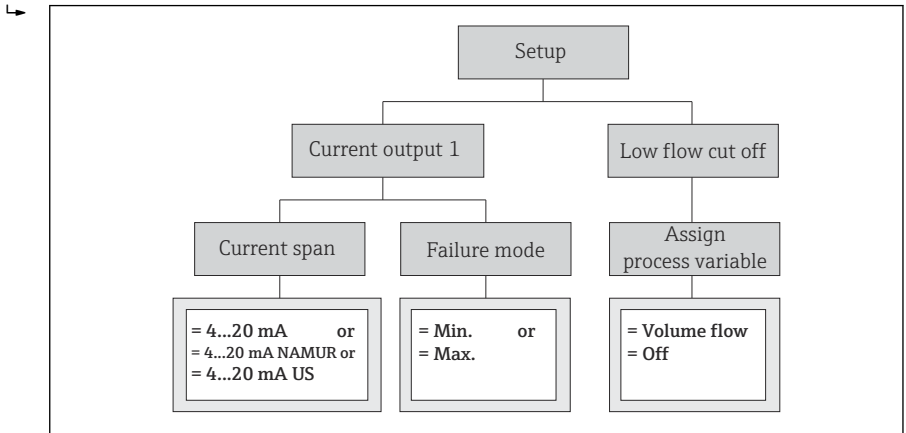 Setup
Current output 1
Low flow cut off
Current span
Failure mode
Assign
process variable
= 4...20 mA or
= 4...20 mA NAMUR or
= 4...20 mA US
= Min. or
= Max.
= Volume flow
= Off